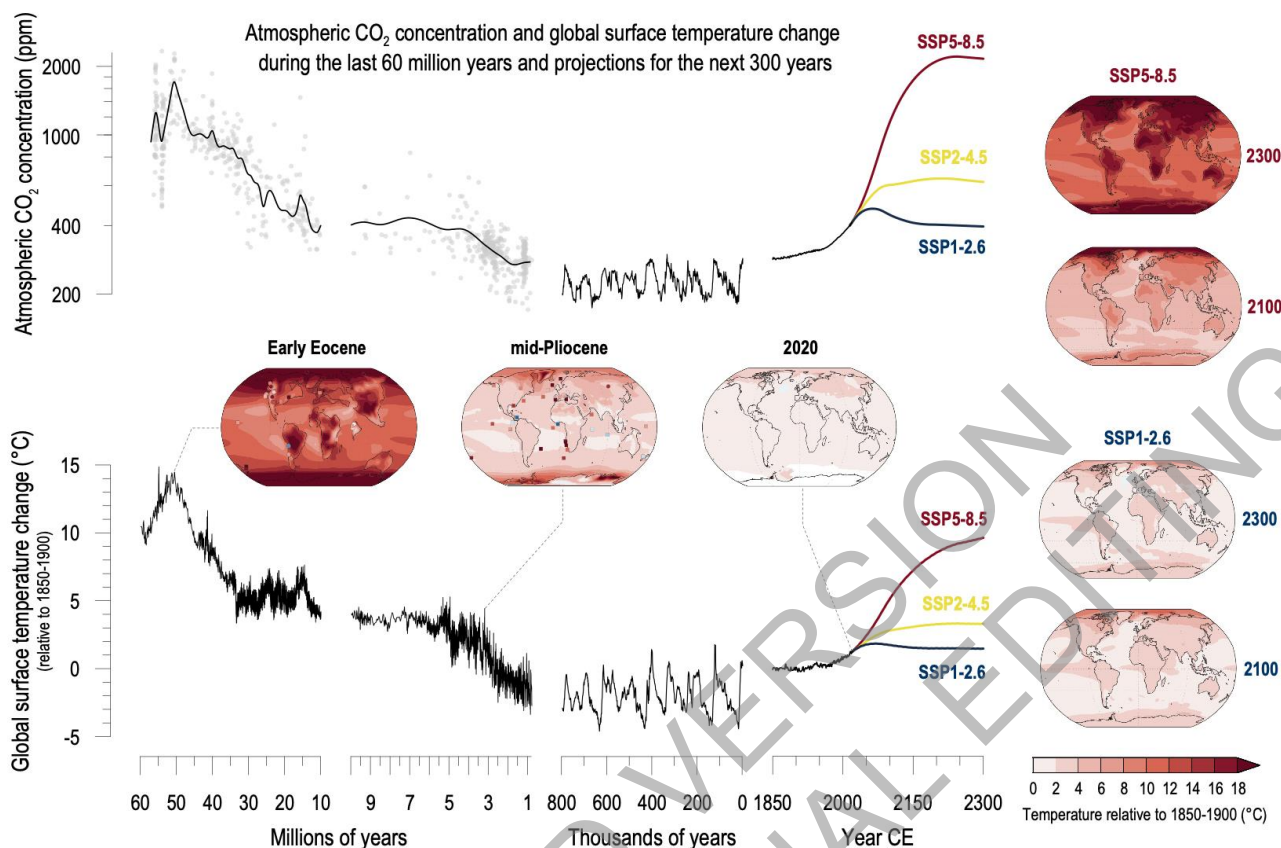 Atmospheric CO₂ concentration and global surface temperature change
during the last 60 million years and projections for the next 300 years
Atmospheric CO₂ concentration (ppm)
2000
1000
400
200
SSP5-8.5
SSP2-4.5
SSP1-2.6
SSP5-8.5
2300
2100
Early Eocene
mid-Pliocene
2020
Global surface temperature change (°C)
(relative to 1850-1900)
15
10
5
0
-5
SSP5-8.5
SSP2-4.5
SSP1-2.6
SSP1-2.6
2300
2100
60 50 40 30 20 10
9 7 5 3 1
800 600 400 200 0
1850 2000 2150 2300
Millions of years
Thousands of years
Year CE
0 2 4 6 8 10 12 14 16 18
Temperature relative to 1850-1900 (°C)
VERSION
EDITING